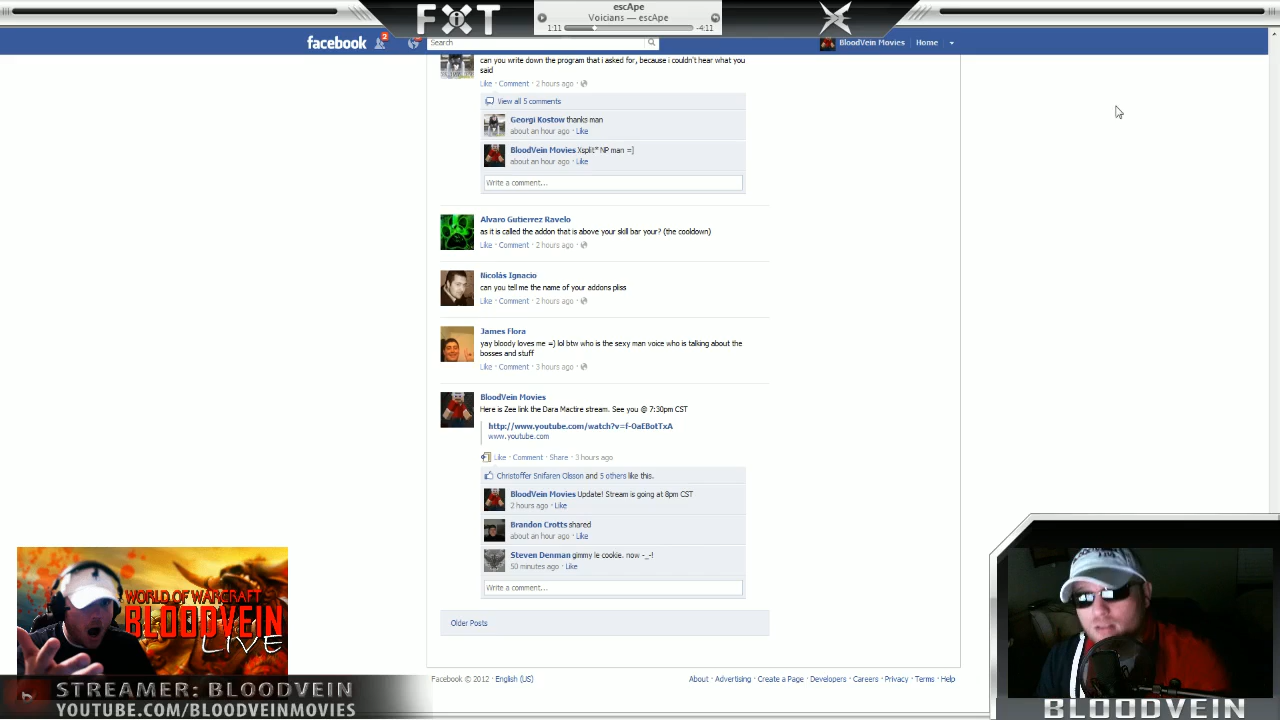 escApe
FXT
Voicians — escApe
1:11
-4:11
facebook
2
Search
BloodVein Movies
Home
can you write down the program that i asked for, because i couldn't hear what you
said
Like · Comment · 2 hours ago ·
View all 5 comments
Georgi Kostow thanks man
about an hour ago · Like
BloodVein Movies Xsplit* NP man =]
about an hour ago · Like
Write a comment...
Alvaro Gutierrez Ravelo
as it is called the addon that is above your skill bar your? (the cooldown)
Like · Comment · 2 hours ago ·
Nicolás Ignacio
can you tell me the name of your addons pliss
Like · Comment · 2 hours ago ·
James Flora
yay bloody loves me =) lol btw who is the sexy man voice who is talking about the
bosses and stuff
Like · Comment · 3 hours ago ·
BloodVein Movies
Here is Zee link the Dara Mactire stream. See you @ 7:30pm CST
http://www.youtube.com/watch?v=f-OaEBotTxA
www.youtube.com
Like · Comment · Share · 3 hours ago
Christoffer Snifaren Olsson and 5 others like this.
BloodVein Movies Update! Stream is going at 8pm CST
2 hours ago · Like
Brandon Crotts shared
about an hour ago · Like
Steven Denman gimmy le cookie. now -_-!
50 minutes ago · Like
Write a comment...
Older Posts
Facebook © 2012 · English (US)
About · Advertising · Create a Page · Developers · Careers · Privacy · Terms · Help
WORLD OF WARCRAFT
BLOODVEIN
LIVE
STREAMER: BLOODVEIN
YOUTUBE.COM/BLOODVEINMOVIES
BLOODVEIN